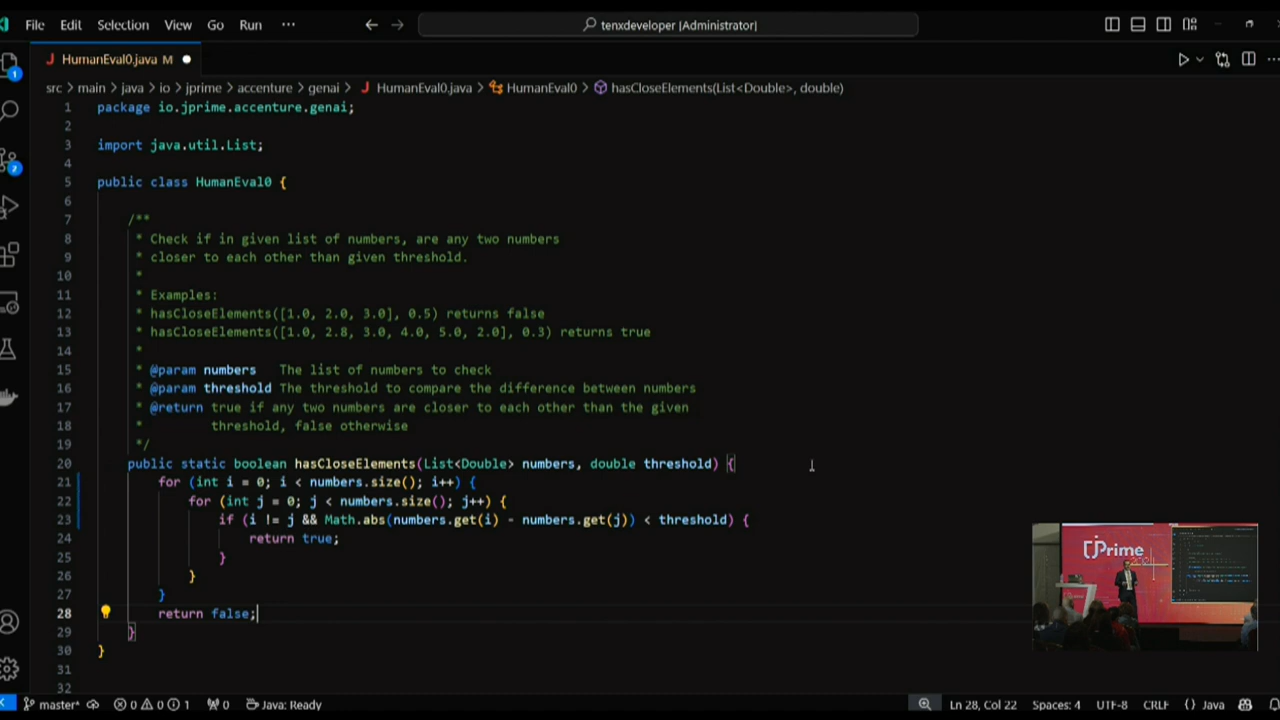 File Edit Selection View Go Run ··· tenxdeveloper [Administrator]
HumanEval0.java M
src > main > java > io > jprime > accenture > genai > HumanEval0.java > HumanEval0 > hasCloseElements(List<Double>, double)
1 package io.jprime.accenture.genai;
2
3 import java.util.List;
4
5 public class HumanEval0 {
6
7 /**
8 * Check if in given list of numbers, are any two numbers
9 * closer to each other than given threshold.
10 *
11 * Examples:
12 * hasCloseElements([1.0, 2.0, 3.0], 0.5) returns false
13 * hasCloseElements([1.0, 2.8, 3.0, 4.0, 5.0, 2.0], 0.3) returns true
14 *
15 * @param numbers   The list of numbers to check
16 * @param threshold The threshold to compare the difference between numbers
17 * @return true if any two numbers are closer to each other than the given
18 *         threshold, false otherwise
19 */
20 public static boolean hasCloseElements(List<Double> numbers, double threshold) {
21 for (int i = 0; i < numbers.size(); i++) {
22 for (int j = 0; j < numbers.size(); j++) {
23 if (i != j && Math.abs(numbers.get(i) - numbers.get(j)) < threshold) {
24 return true;
25 }
26 }
27 }
28 return false;
29 }
30 }
31
32
jPrime
master* 0 0 1 0 Java: Ready Ln 28, Col 22 Spaces: 4 UTF-8 CRLF {} Java